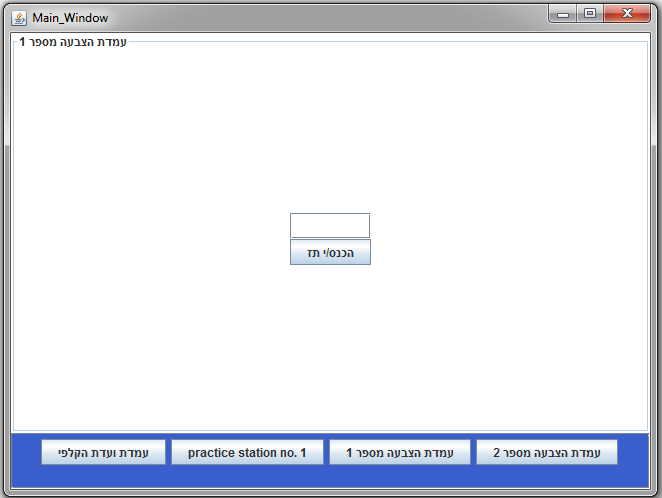 Main_Window
עמדת הצבעה מספר 1
הכנס/י תז
עמדת ועדת הקלפי
practice station no. 1
עמדת הצבעה מספר 1
עמדת הצבעה מספר 2